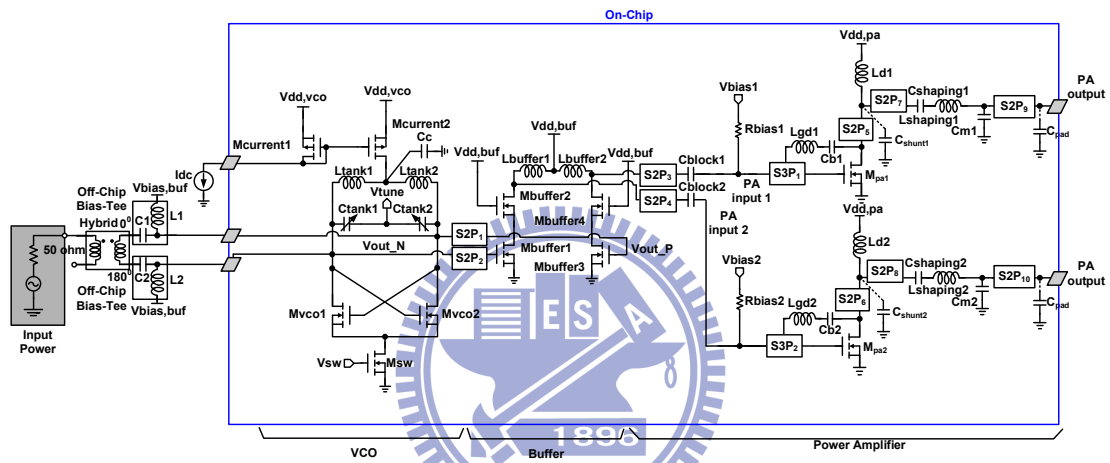 On-Chip
Vdd,vco
Vdd,vco
Mcurrent1
Mcurrent2
Cc
Idc
Ltank1
Ltank2
Vtune
Ctank1
Ctank2
Off-Chip
Bias-Tee
Vbias,buf
Hybrid
0⁰
C1
L1
50 ohm
180⁰
C2
L2
Off-Chip
Bias-Tee
Vbias,buf
Input
Power
Vout_N
Mvco1
Mvco2
Vsw
Msw
S2P₁
S2P₂
Vdd,buf
Vdd,buf
Vdd,buf
Lbuffer1
Lbuffer2
Mbuffer2
Mbuffer4
Mbuffer1
Mbuffer3
Vout_P
S2P₃
S2P₄
Cblock1
Cblock2
Vbias1
Rbias1
PA
input 1
PA
input 2
Vbias2
Rbias2
S3P₁
Lgd1
Cb1
Mpa1
Vdd,pa
Ld1
S2P₅
S2P₇
Cshaping1
Lshaping1
Cshunt1
Cm1
S2P₉
Cpad
PA
output
S3P₂
Lgd2
Cb2
Mpa2
Vdd,pa
Ld2
S2P₆
S2P₈
Cshaping2
Lshaping2
Cshunt2
Cm2
S2P₁₀
Cpad
PA
output
E S A
1896
VCO
Buffer
Power Amplifier